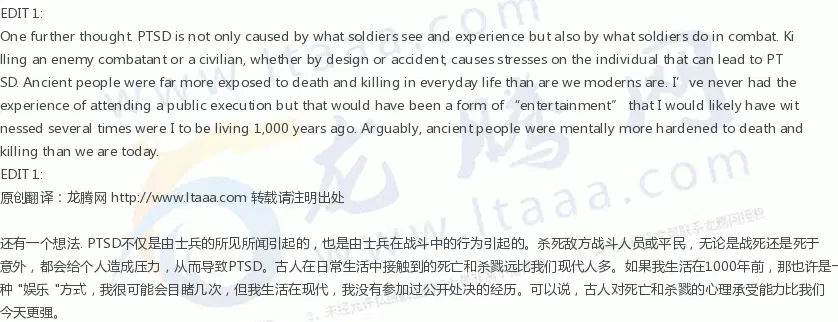 EDIT 1:
One further thought. PTSD is not only caused by what soldiers see and experience but also by what soldiers do in combat. Ki
lling an enemy combatant or a civilian, whether by design or accident, causes stresses on the individual that can lead to PT
SD. Ancient people were far more exposed to death and killing in everyday life than are we moderns are. I’ve never had the
experience of attending a public execution but that would have been a form of “entertainment” that I would likely have wit
nessed several times were I to be living 1,000 years ago. Arguably, ancient people were mentally more hardened to death and
killing than we are today.
EDIT 1:
原创翻译：龙腾网 http://www.ltaaa.com 转载请注明出处
还有一个想法. PTSD不仅是由士兵的所见所闻引起的，也是由士兵在战斗中的行为引起的。杀死敌方战斗人员或平民，无论是战死还是死于
意外，都会给个人造成压力，从而导致PTSD。古人在日常生活中接触到的死亡和杀戮远比我们现代人多。如果我生活在1000年前，那也许是一
种 "娱乐 "方式，我很可能会目睹几次，但我生活在现代，我没有参加过公开处决的经历。可以说，古人对死亡和杀戮的心理承受能力比我们
今天更强。
龙腾网
www.ltaaa.com
www.ltaaa.com